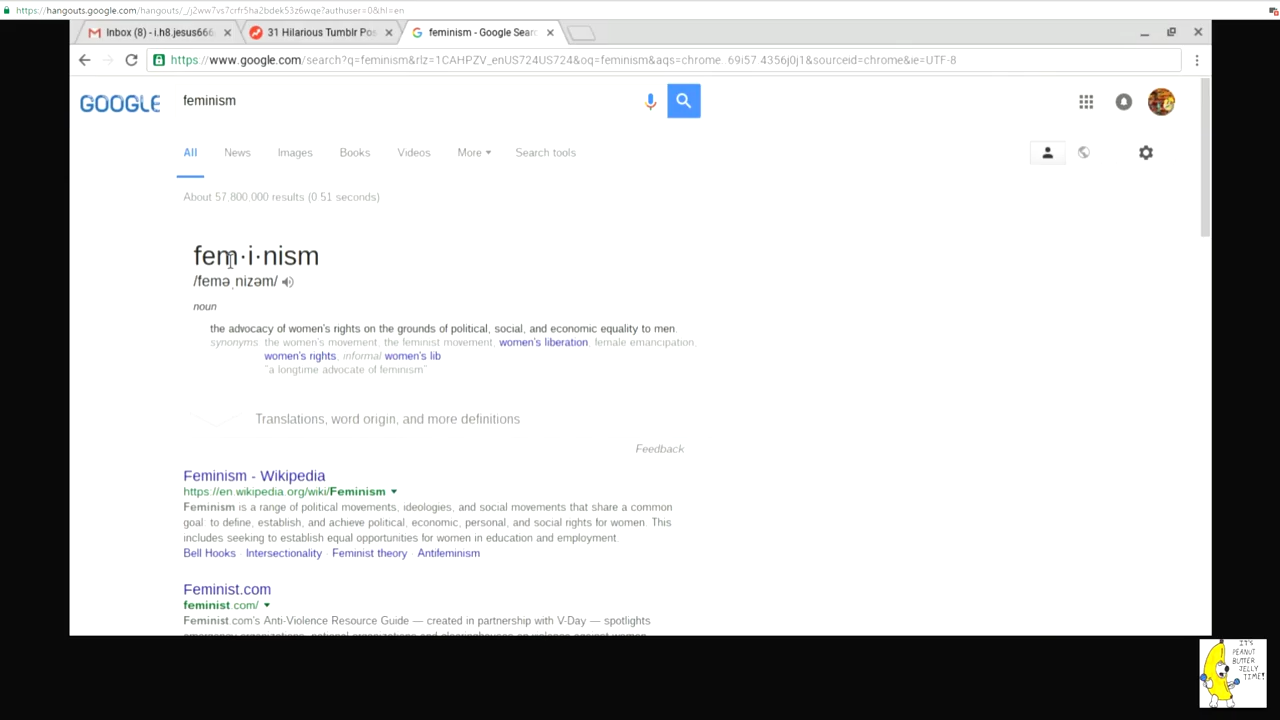 https://hangouts.google.com/hangouts/_/j2ww7vs7crfr5ha2bdek53z6wqe?authuser=0&hl=en
Inbox (8) - i.h8.jesus666 31 Hilarious Tumblr Pos feminism - Google Sear
https://www.google.com/search?q=feminism&rlz=1CAHPZV_enUS724US724&oq=feminism&aqs=chrome..69i57.4356j0j1&sourceid=chrome&ie=UTF-8
GOOGLE feminism
All News Images Books Videos More Search tools
About 57,800,000 results (0.51 seconds)
fem·i·nism
/ˈfeməˌnizəm/
noun
the advocacy of women's rights on the grounds of political, social, and economic equality to men.
synonyms: the women's movement, the feminist movement, women's liberation, female emancipation,
women's rights; informal women's lib
"a longtime advocate of feminism"
Translations, word origin, and more definitions
Feedback
Feminism - Wikipedia
https://en.wikipedia.org/wiki/Feminism
Feminism is a range of political movements, ideologies, and social movements that share a common
goal: to define, establish, and achieve political, economic, personal, and social rights for women. This
includes seeking to establish equal opportunities for women in education and employment.
Bell Hooks · Intersectionality · Feminist theory · Antifeminism
Feminist.com
feminist.com/
Feminist.com's Anti-Violence Resource Guide — created in partnership with V-Day — spotlights
IT'S
PEANUT
BUTTER
JELLY
TIME!